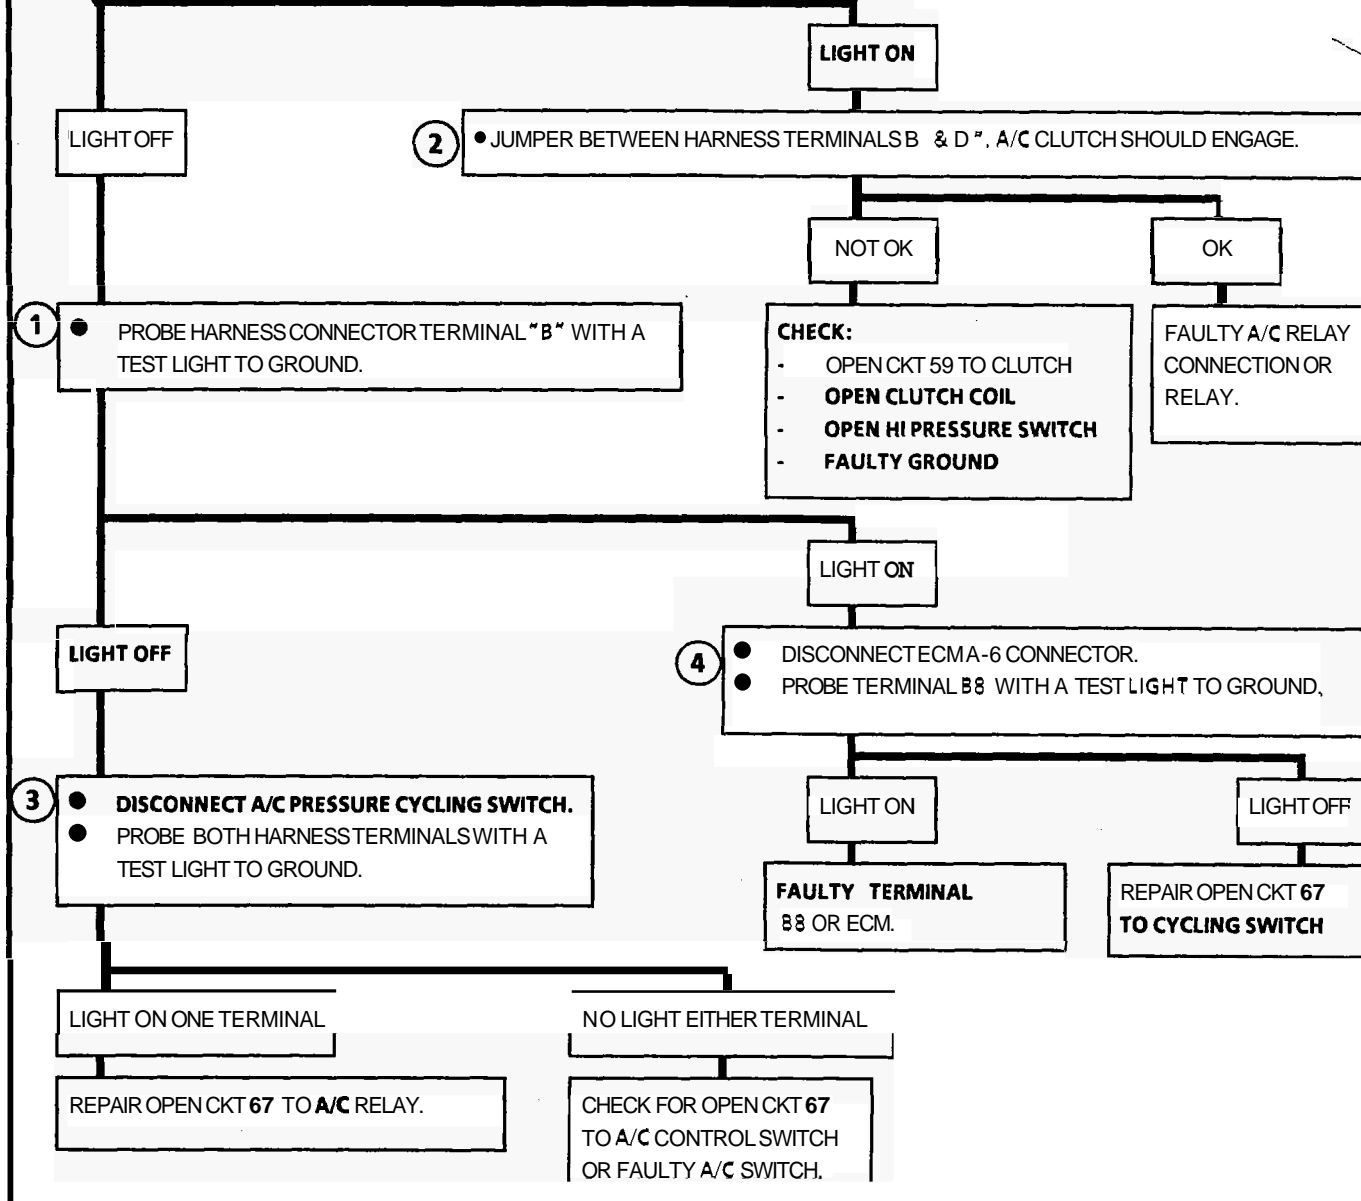 LIGHT ON
LIGHT OFF
2
● JUMPER BETWEEN HARNESS TERMINALS B & D", A/C CLUTCH SHOULD ENGAGE.
NOT OK
OK
1
● PROBE HARNESS CONNECTOR TERMINAL "B" WITH A
TEST LIGHT TO GROUND.
CHECK:
- OPEN CKT 59 TO CLUTCH
- OPEN CLUTCH COIL
- OPEN HI PRESSURE SWITCH
- FAULTY GROUND
FAULTY A/C RELAY
CONNECTION OR
RELAY.
LIGHT ON
LIGHT OFF
4
● DISCONNECT ECM A-6 CONNECTOR.
● PROBE TERMINAL B8 WITH A TEST LIGHT TO GROUND.
3
● DISCONNECT A/C PRESSURE CYCLING SWITCH.
● PROBE BOTH HARNESS TERMINALS WITH A
TEST LIGHT TO GROUND.
LIGHT ON
LIGHT OFF
FAULTY TERMINAL
B8 OR ECM.
REPAIR OPEN CKT 67
TO CYCLING SWITCH
LIGHT ON ONE TERMINAL
NO LIGHT EITHER TERMINAL
REPAIR OPEN CKT 67 TO A/C RELAY.
CHECK FOR OPEN CKT 67
TO A/C CONTROL SWITCH
OR FAULTY A/C SWITCH.